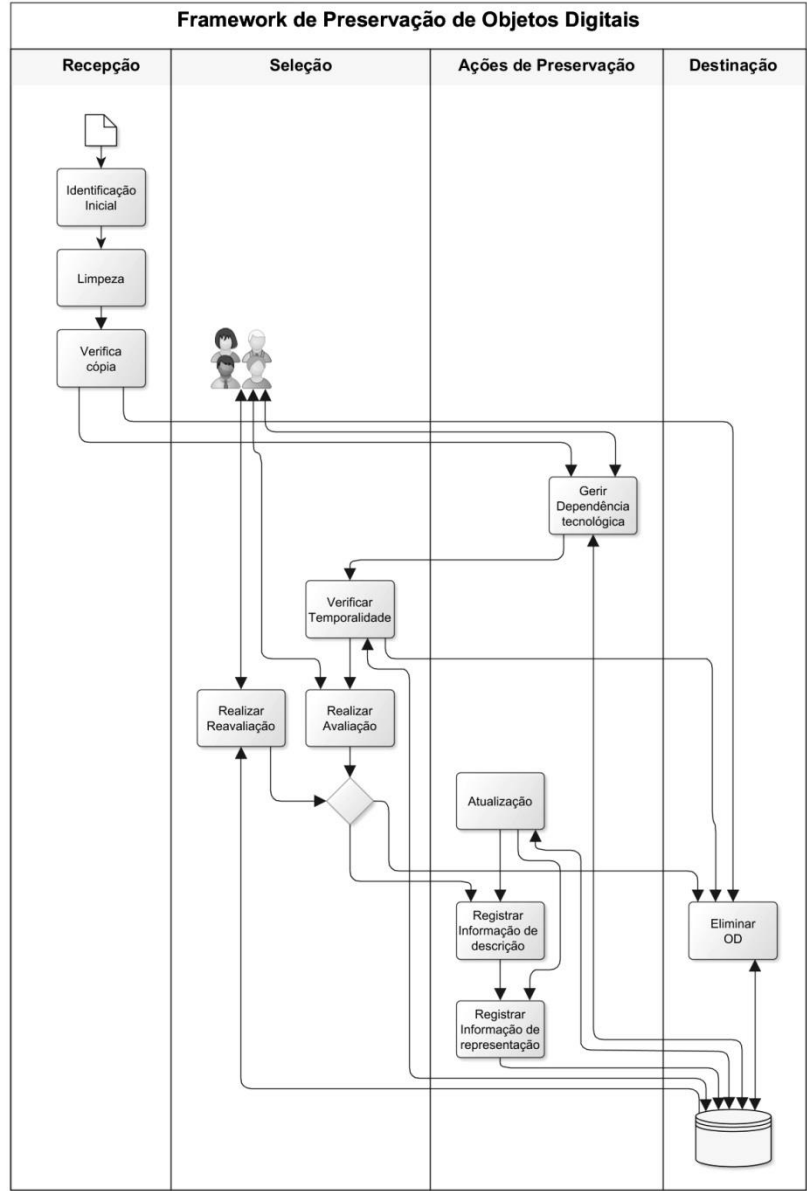 Framework de Preservação de Objetos Digitais
Recepção
Seleção
Ações de Preservação
Destinação
Identificação
Inicial
Limpeza
Verifica
cópia
Gerir
Dependência
tecnológica
Verificar
Temporalidade
Realizar
Reavaliação
Realizar
Avaliação
Atualização
Registrar
Informação de
descrição
Eliminar
OD
Registrar
Informação de
representação